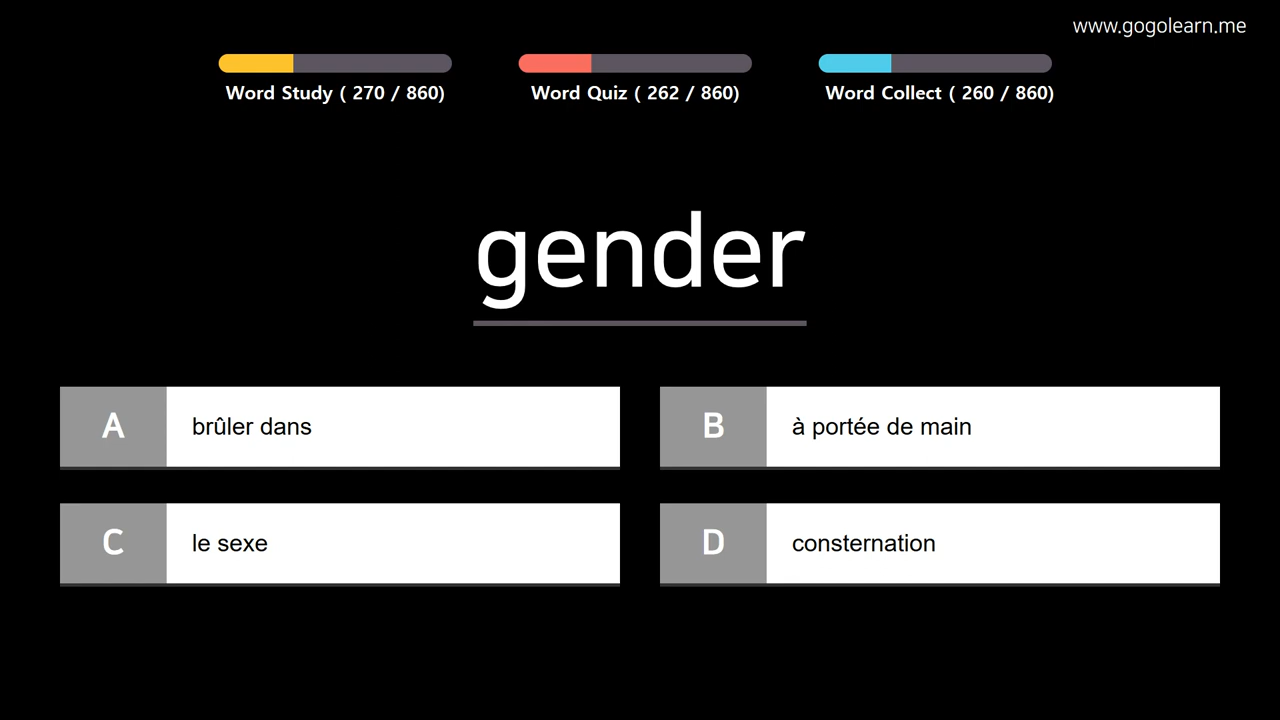 www.gogolearn.me
Word Study ( 270 / 860)
Word Quiz ( 262 / 860)
Word Collect ( 260 / 860)
gender
A brûler dans
B à portée de main
C le sexe
D consternation